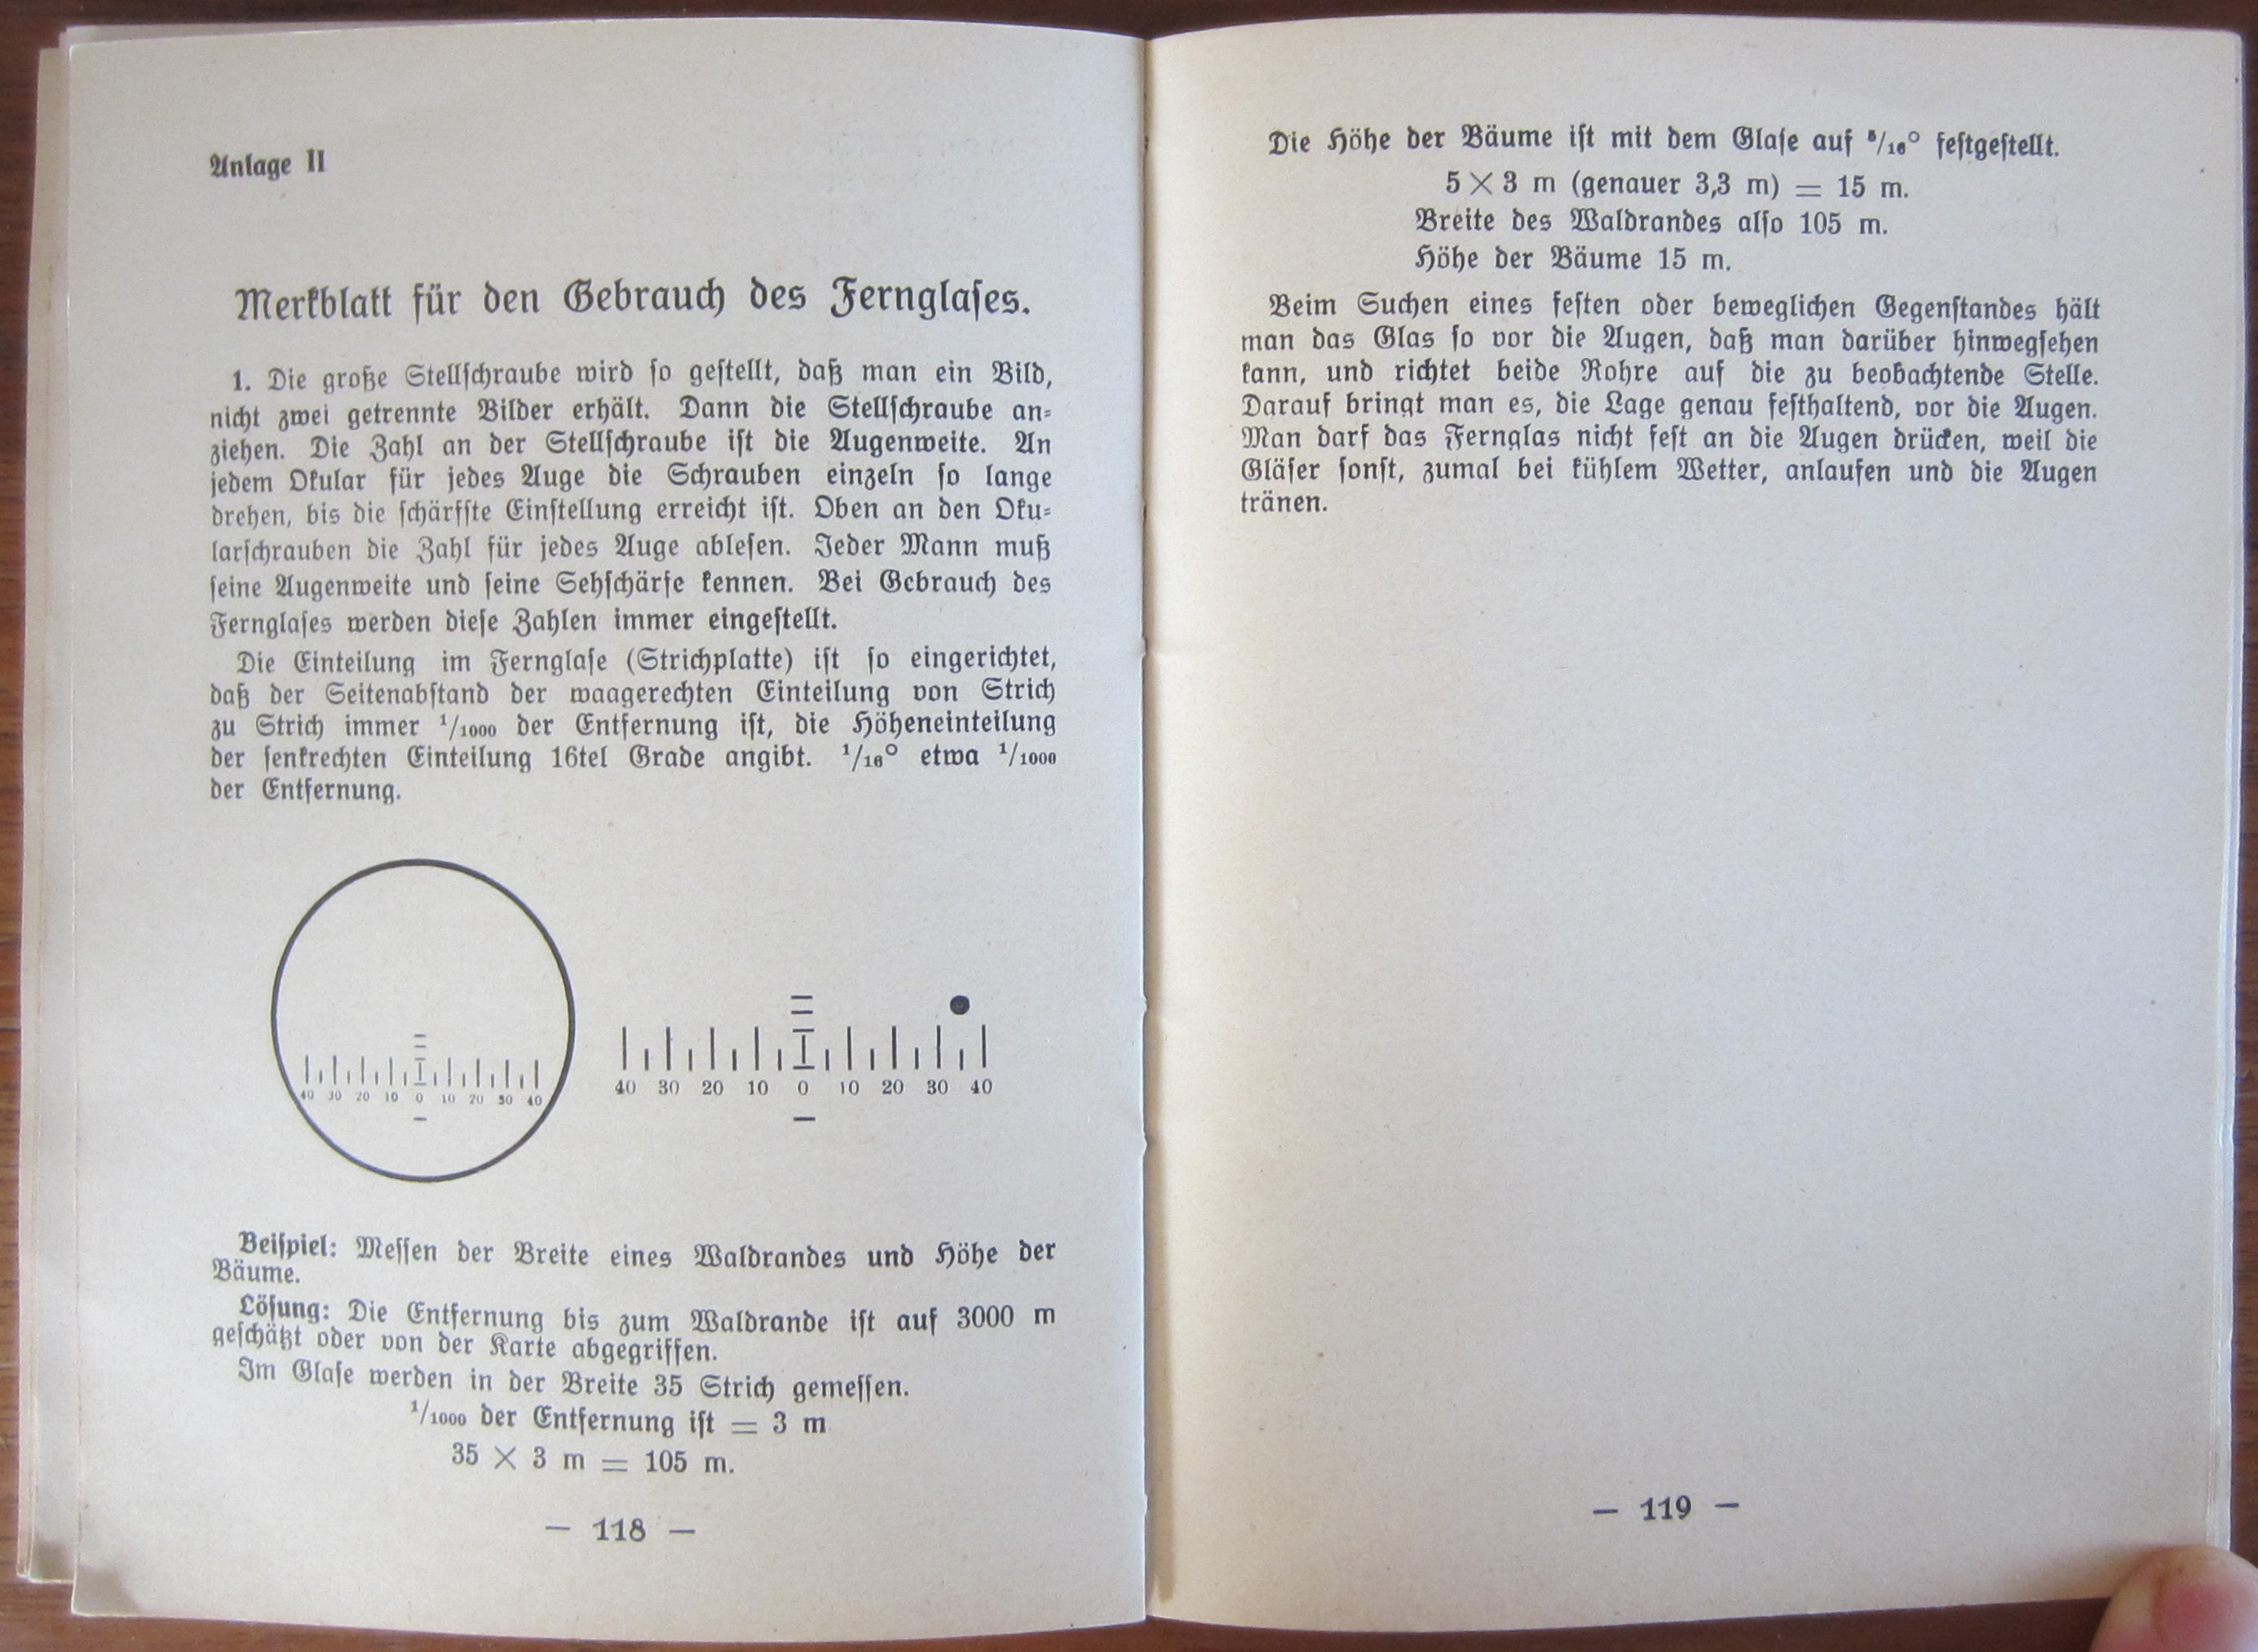 Anlage II
Merkblatt für den Gebrauch des Fernglaſes.
1. Die große Stellſchraube wird ſo geſtellt, daß man ein Bild,
nicht zwei getrennte Bilder erhält. Dann die Stellſchraube an-
ziehen. Die Zahl an der Stellſchraube iſt die Augenweite. An
jedem Okular für jedes Auge die Schrauben einzeln ſo lange
drehen, bis die ſchärfſte Einſtellung erreicht iſt. Oben an den Oku-
larſchrauben die Zahl für jedes Auge ableſen. Jeder Mann muß
ſeine Augenweite und ſeine Sehſchärfe kennen. Bei Gebrauch des
Fernglaſes werden dieſe Zahlen immer eingeſtellt.
Die Einteilung im Fernglaſe (Strichplatte) iſt ſo eingerichtet,
daß der Seitenabſtand der waagerechten Einteilung von Strich
zu Strich immer 1/1000 der Entfernung iſt, die Höheneinteilung
der ſenkrechten Einteilung 16tel Grade angibt. 1/16° etwa 1/1000
der Entfernung.
40 30 20 10 0 10 20 30 40
40 30 20 10 0 10 20 30 40
Beiſpiel: Meſſen der Breite eines Waldrandes und Höhe der
Bäume.
Löſung: Die Entfernung bis zum Waldrande iſt auf 3000 m
geſchätzt oder von der Karte abgegriffen.
Im Glaſe werden in der Breite 35 Strich gemeſſen.
1/1000 der Entfernung iſt = 3 m
35 × 3 m = 105 m.
— 118 —
Die Höhe der Bäume iſt mit dem Glaſe auf 5/16° feſtgeſtellt.
5 × 3 m (genauer 3,3 m) = 15 m.
Breite des Waldrandes alſo 105 m.
Höhe der Bäume 15 m.
Beim Suchen eines feſten oder beweglichen Gegenſtandes hält
man das Glas ſo vor die Augen, daß man darüber hinwegſehen
kann, und richtet beide Rohre auf die zu beobachtende Stelle.
Darauf bringt man es, die Lage genau feſthaltend, vor die Augen.
Man darf das Fernglas nicht feſt an die Augen drücken, weil die
Gläſer ſonſt, zumal bei kühlem Wetter, anlaufen und die Augen
tränen.
— 119 —